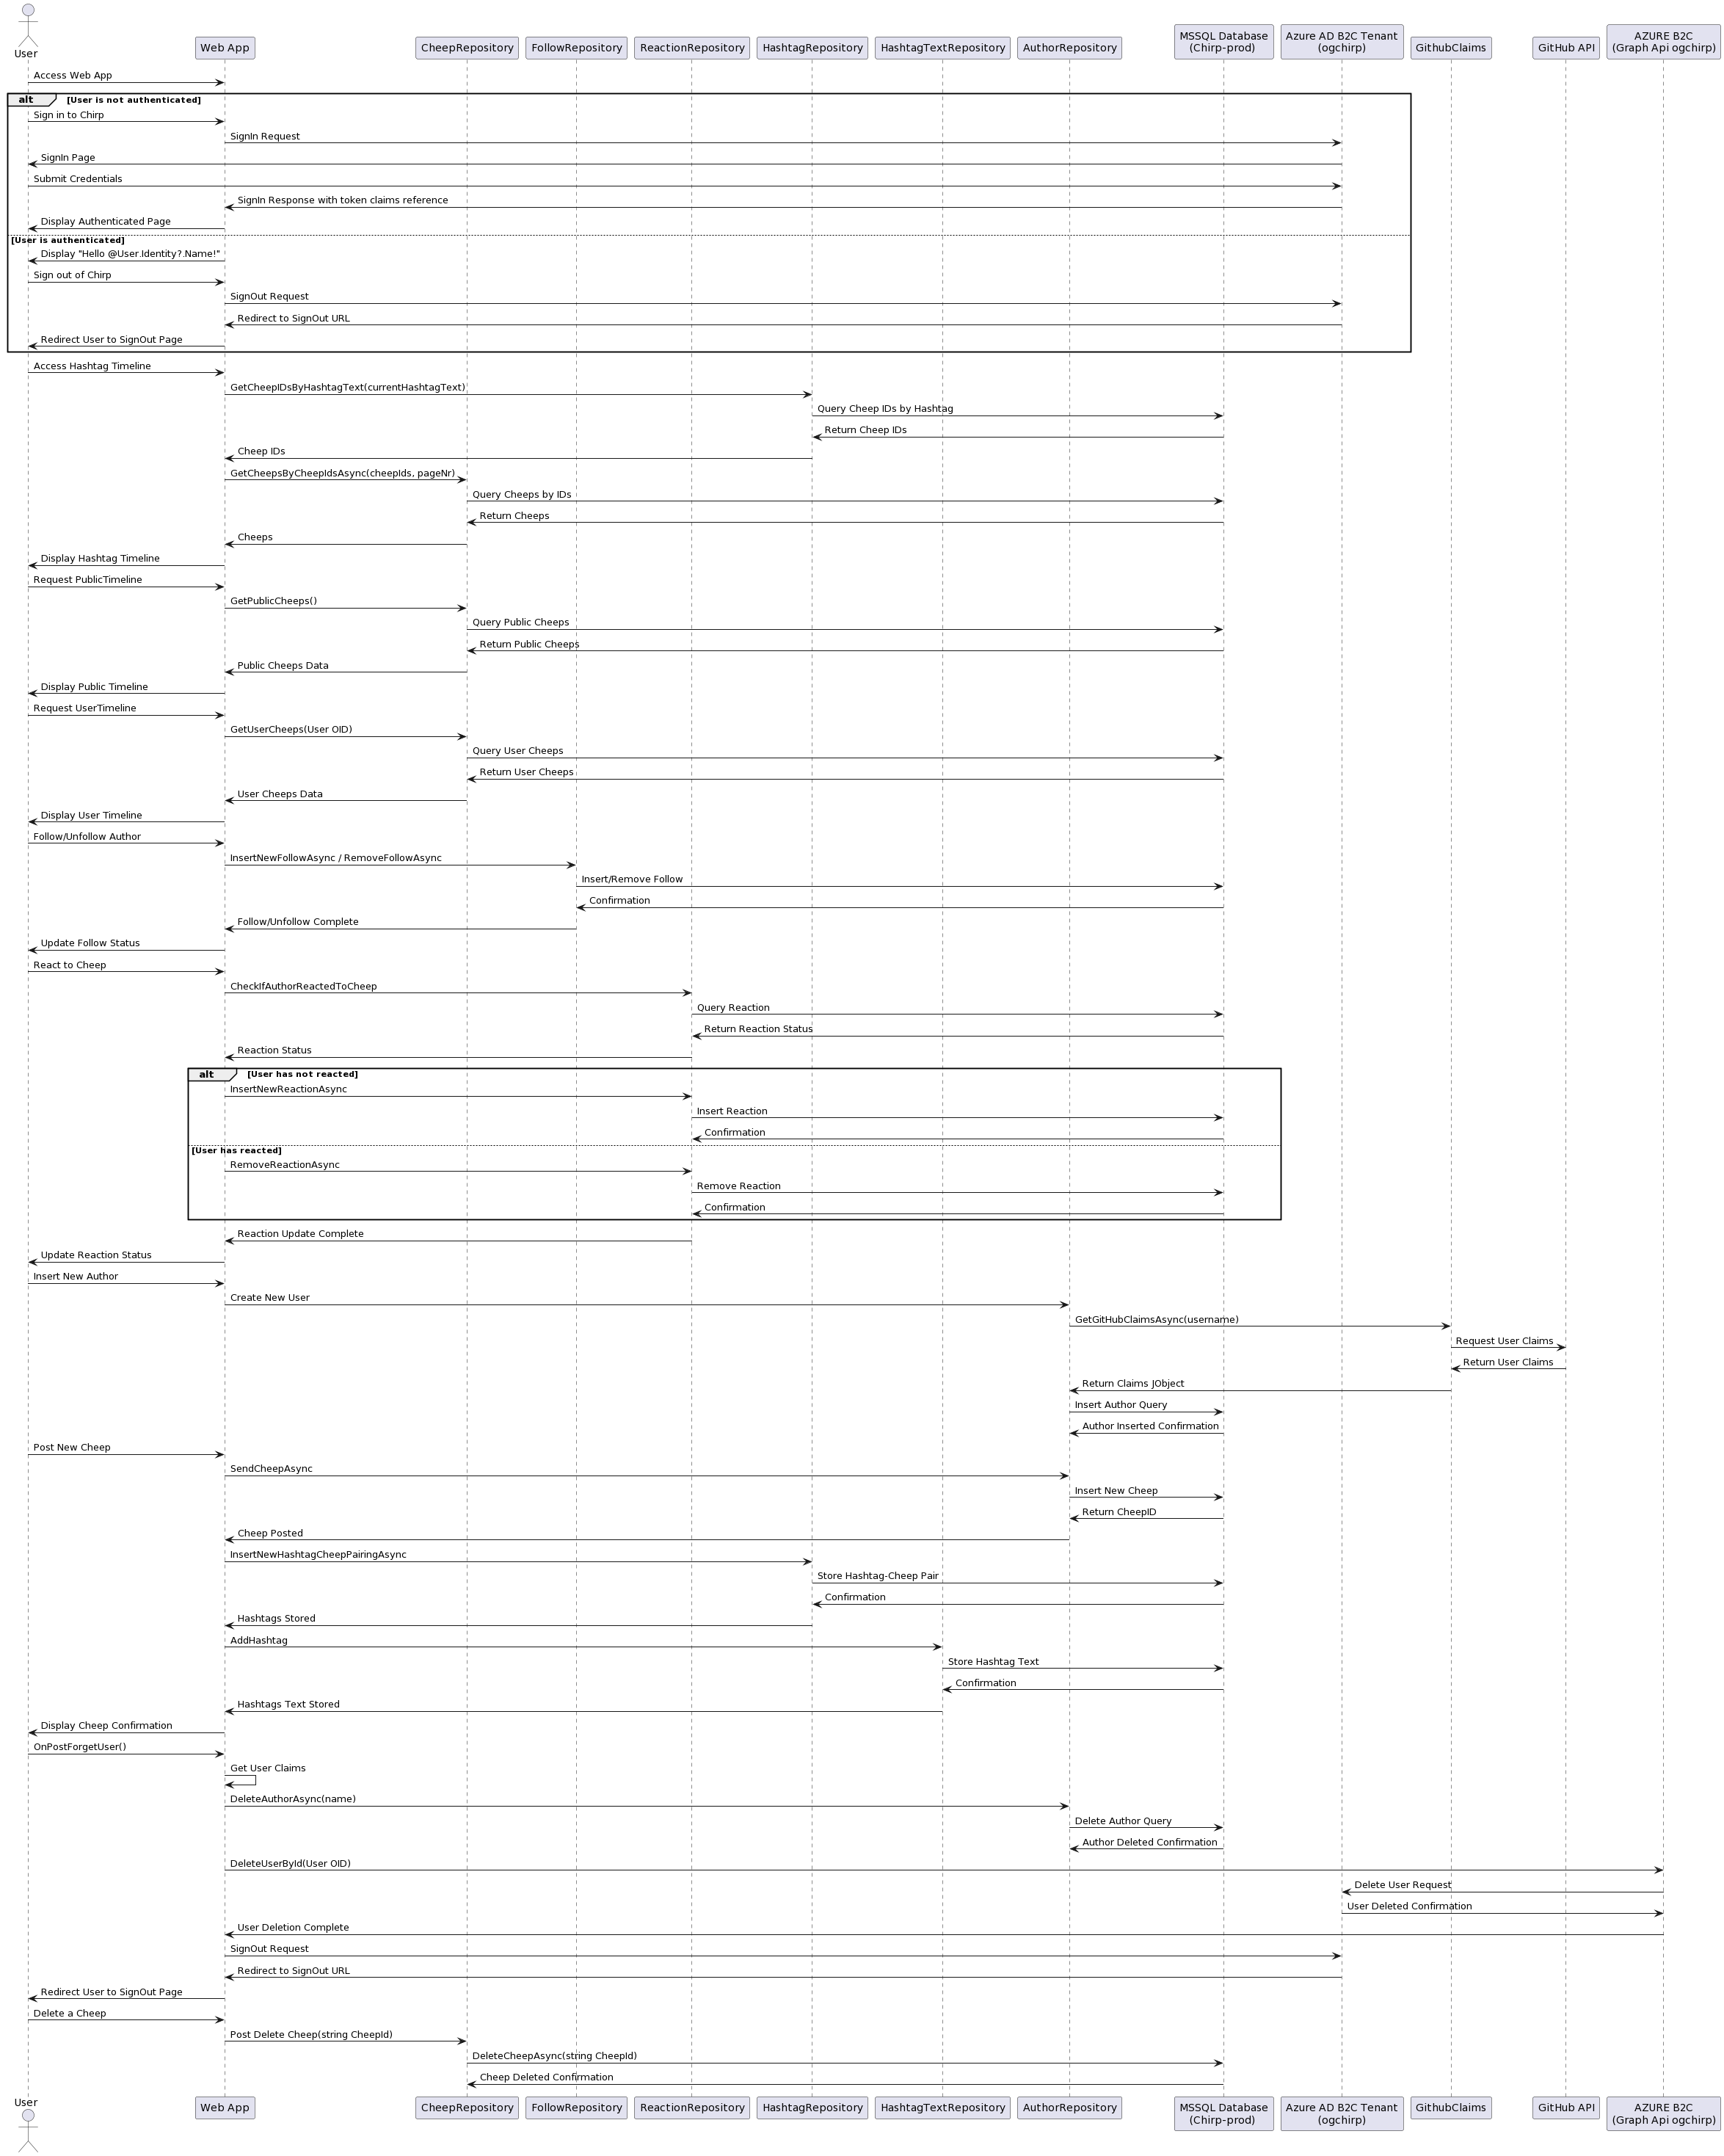 User
Web App
CheepRepository
FollowRepository
ReactionRepository
HashtagRepository
HashtagTextRepository
AuthorRepository
MSSQL Database
(Chirp-prod)
Azure AD B2C Tenant
(ogchirp)
GithubClaims
GitHub API
AZURE B2C
(Graph Api ogchirp)
Access Web App
alt [User is not authenticated]
Sign in to Chirp
SignIn Request
SignIn Page
Submit Credentials
SignIn Response with token claims reference
Display Authenticated Page
[User is authenticated]
Display "Hello @User.Identity?.Name!"
Sign out of Chirp
SignOut Request
Redirect to SignOut URL
Redirect User to SignOut Page
Access Hashtag Timeline
GetCheepIDsByHashtagText(currentHashtagText)
Query Cheep IDs by Hashtag
Return Cheep IDs
Cheep IDs
GetCheepsByCheepIdsAsync(cheepIds, pageNr)
Query Cheeps by IDs
Return Cheeps
Cheeps
Display Hashtag Timeline
Request PublicTimeline
GetPublicCheeps()
Query Public Cheeps
Return Public Cheeps
Public Cheeps Data
Display Public Timeline
Request UserTimeline
GetUserCheeps(User OID)
Query User Cheeps
Return User Cheeps
User Cheeps Data
Display User Timeline
Follow/Unfollow Author
InsertNewFollowAsync / RemoveFollowAsync
Insert/Remove Follow
Confirmation
Follow/Unfollow Complete
Update Follow Status
React to Cheep
CheckIfAuthorReactedToCheep
Query Reaction
Return Reaction Status
Reaction Status
alt [User has not reacted]
InsertNewReactionAsync
Insert Reaction
Confirmation
[User has reacted]
RemoveReactionAsync
Remove Reaction
Confirmation
Reaction Update Complete
Update Reaction Status
Insert New Author
Create New User
GetGitHubClaimsAsync(username)
Request User Claims
Return User Claims
Return Claims JObject
Insert Author Query
Author Inserted Confirmation
Post New Cheep
SendCheepAsync
Insert New Cheep
Return CheepID
Cheep Posted
InsertNewHashtagCheepPairingAsync
Store Hashtag-Cheep Pair
Confirmation
Hashtags Stored
AddHashtag
Store Hashtag Text
Confirmation
Hashtags Text Stored
Display Cheep Confirmation
OnPostForgetUser()
Get User Claims
DeleteAuthorAsync(name)
Delete Author Query
Author Deleted Confirmation
DeleteUserById(User OID)
Delete User Request
User Deleted Confirmation
User Deletion Complete
SignOut Request
Redirect to SignOut URL
Redirect User to SignOut Page
Delete a Cheep
Post Delete Cheep(string CheepId)
DeleteCheepAsync(string CheepId)
Cheep Deleted Confirmation
User
Web App
CheepRepository
FollowRepository
ReactionRepository
HashtagRepository
HashtagTextRepository
AuthorRepository
MSSQL Database
(Chirp-prod)
Azure AD B2C Tenant
(ogchirp)
GithubClaims
GitHub API
AZURE B2C
(Graph Api ogchirp)